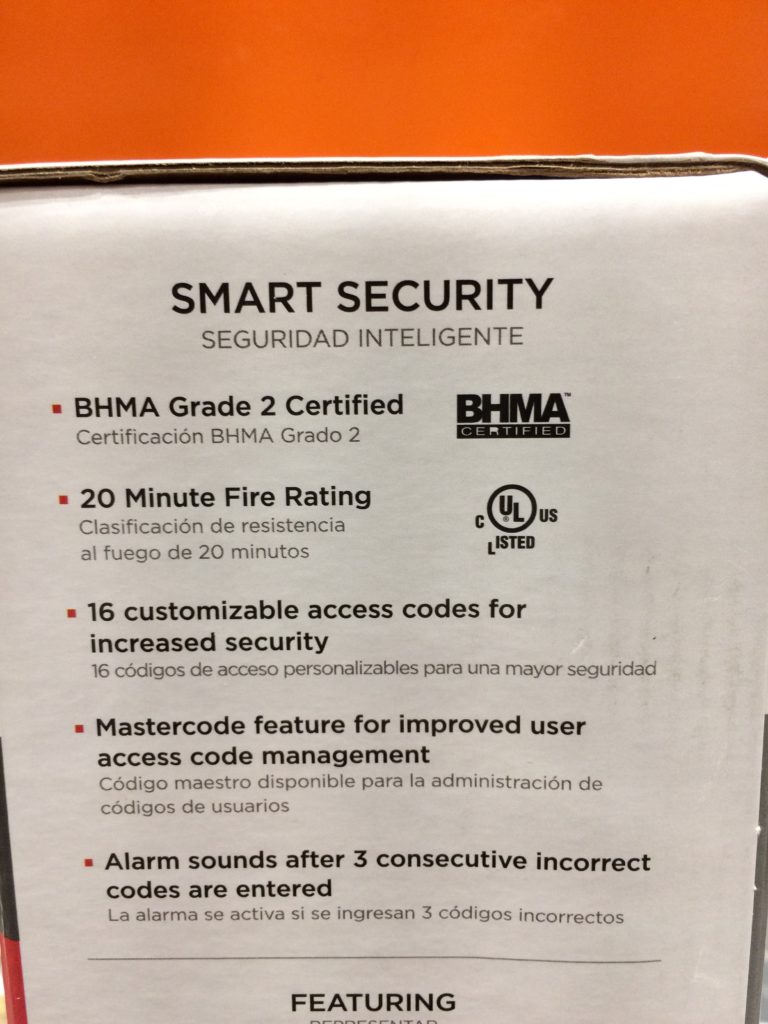 SMART SECURITY
SEGURIDAD INTELIGENTE
BHMA Grade 2 Certified
Certificación BHMA Grado 2
BHMA™
CERTIFIED
20 Minute Fire Rating
Clasificación de resistencia
al fuego de 20 minutos
C UL® US
LISTED
16 customizable access codes for
increased security
16 códigos de acceso personalizables para una mayor seguridad
Mastercode feature for improved user
access code management
Código maestro disponible para la administración de
códigos de usuarios
Alarm sounds after 3 consecutive incorrect
codes are entered
La alarma se activa si se ingresan 3 códigos incorrectos
FEATURING
REPRESENTAR